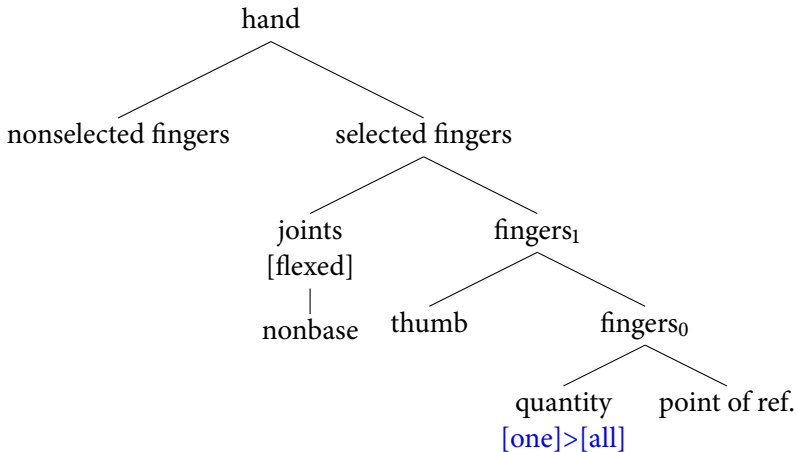 hand
nonselected fingers selected fingers
joints fingers₁
[flexed]
nonbase thumb fingers₀
quantity point of ref.
[one]>[all]